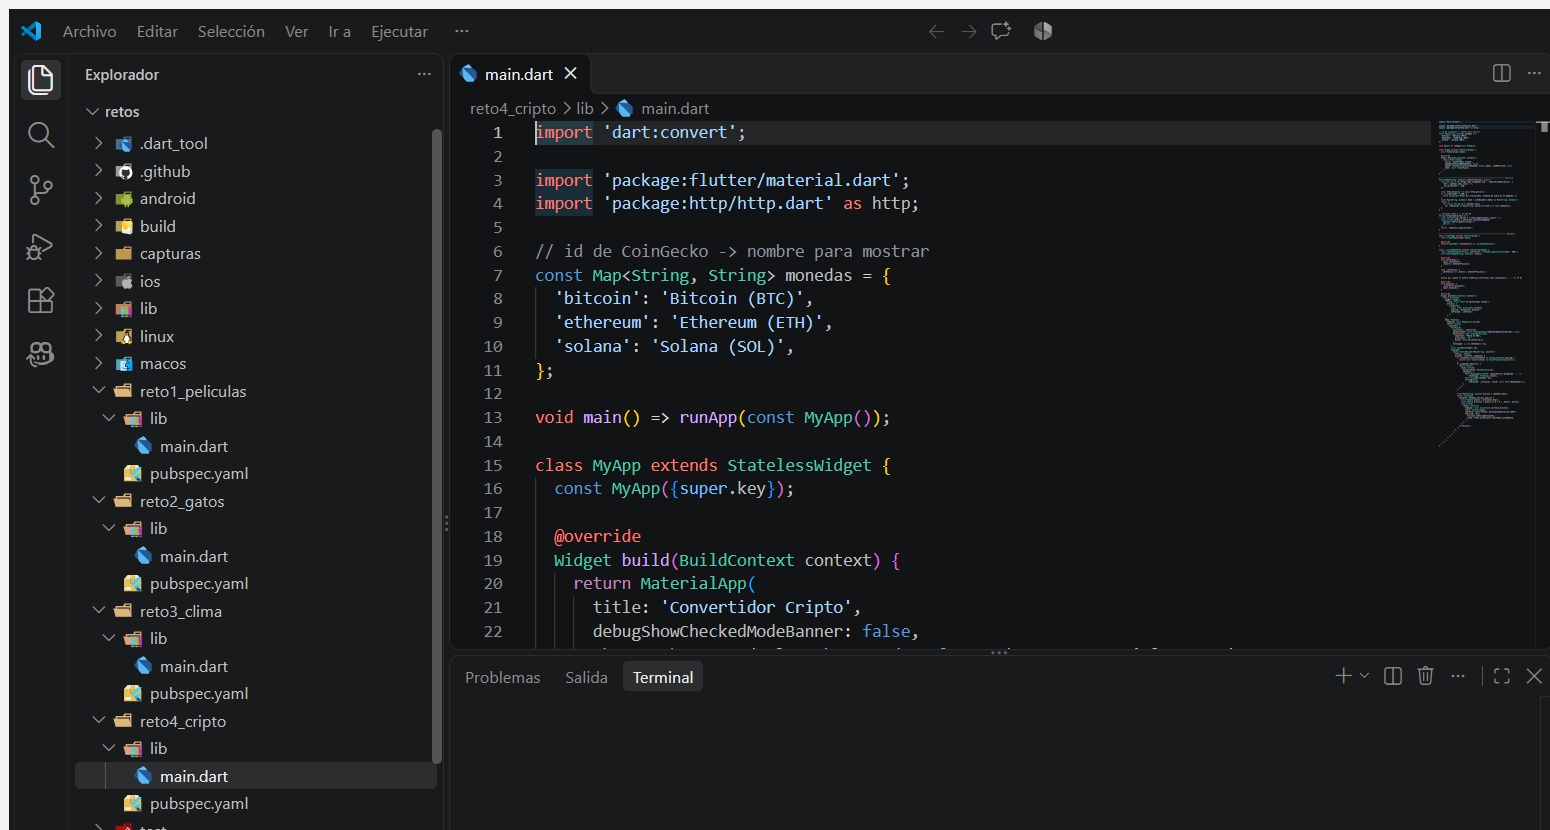 Archivo Editar Selección Ver Ir a Ejecutar ···
Explorador ···
retos
.dart_tool
.github
android
build
capturas
ios
lib
linux
macos
reto1_peliculas
lib
main.dart
pubspec.yaml
reto2_gatos
lib
main.dart
pubspec.yaml
reto3_clima
lib
main.dart
pubspec.yaml
reto4_cripto
lib
main.dart
pubspec.yaml
main.dart
reto4_cripto > lib > main.dart
1 import 'dart:convert';
2
3 import 'package:flutter/material.dart';
4 import 'package:http/http.dart' as http;
5
6 // id de CoinGecko -> nombre para mostrar
7 const Map<String, String> monedas = {
8 'bitcoin': 'Bitcoin (BTC)',
9 'ethereum': 'Ethereum (ETH)',
10 'solana': 'Solana (SOL)',
11 };
12
13 void main() => runApp(const MyApp());
14
15 class MyApp extends StatelessWidget {
16 const MyApp({super.key});
17
18 @override
19 Widget build(BuildContext context) {
20 return MaterialApp(
21 title: 'Convertidor Cripto',
22 debugShowCheckedModeBanner: false,
Problemas Salida Terminal